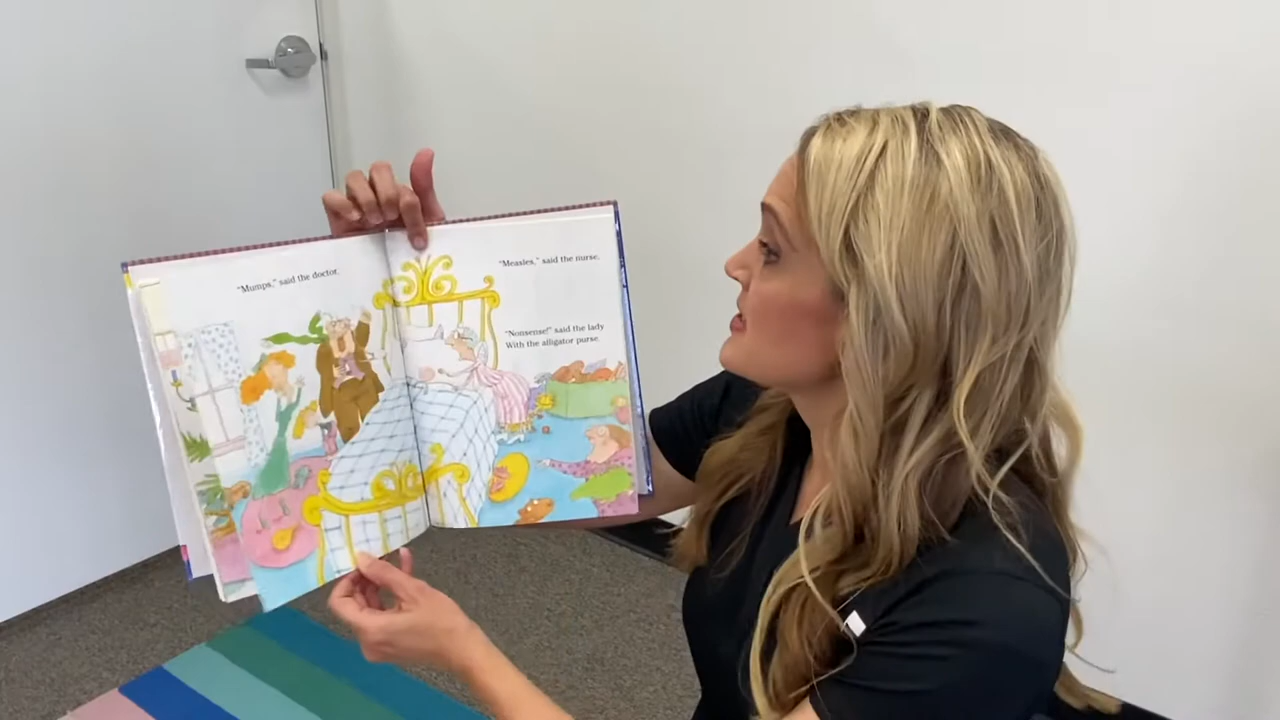 "Mumps," said the doctor.
"Measles," said the nurse.
"Nonsense!" said the lady
With the alligator purse.